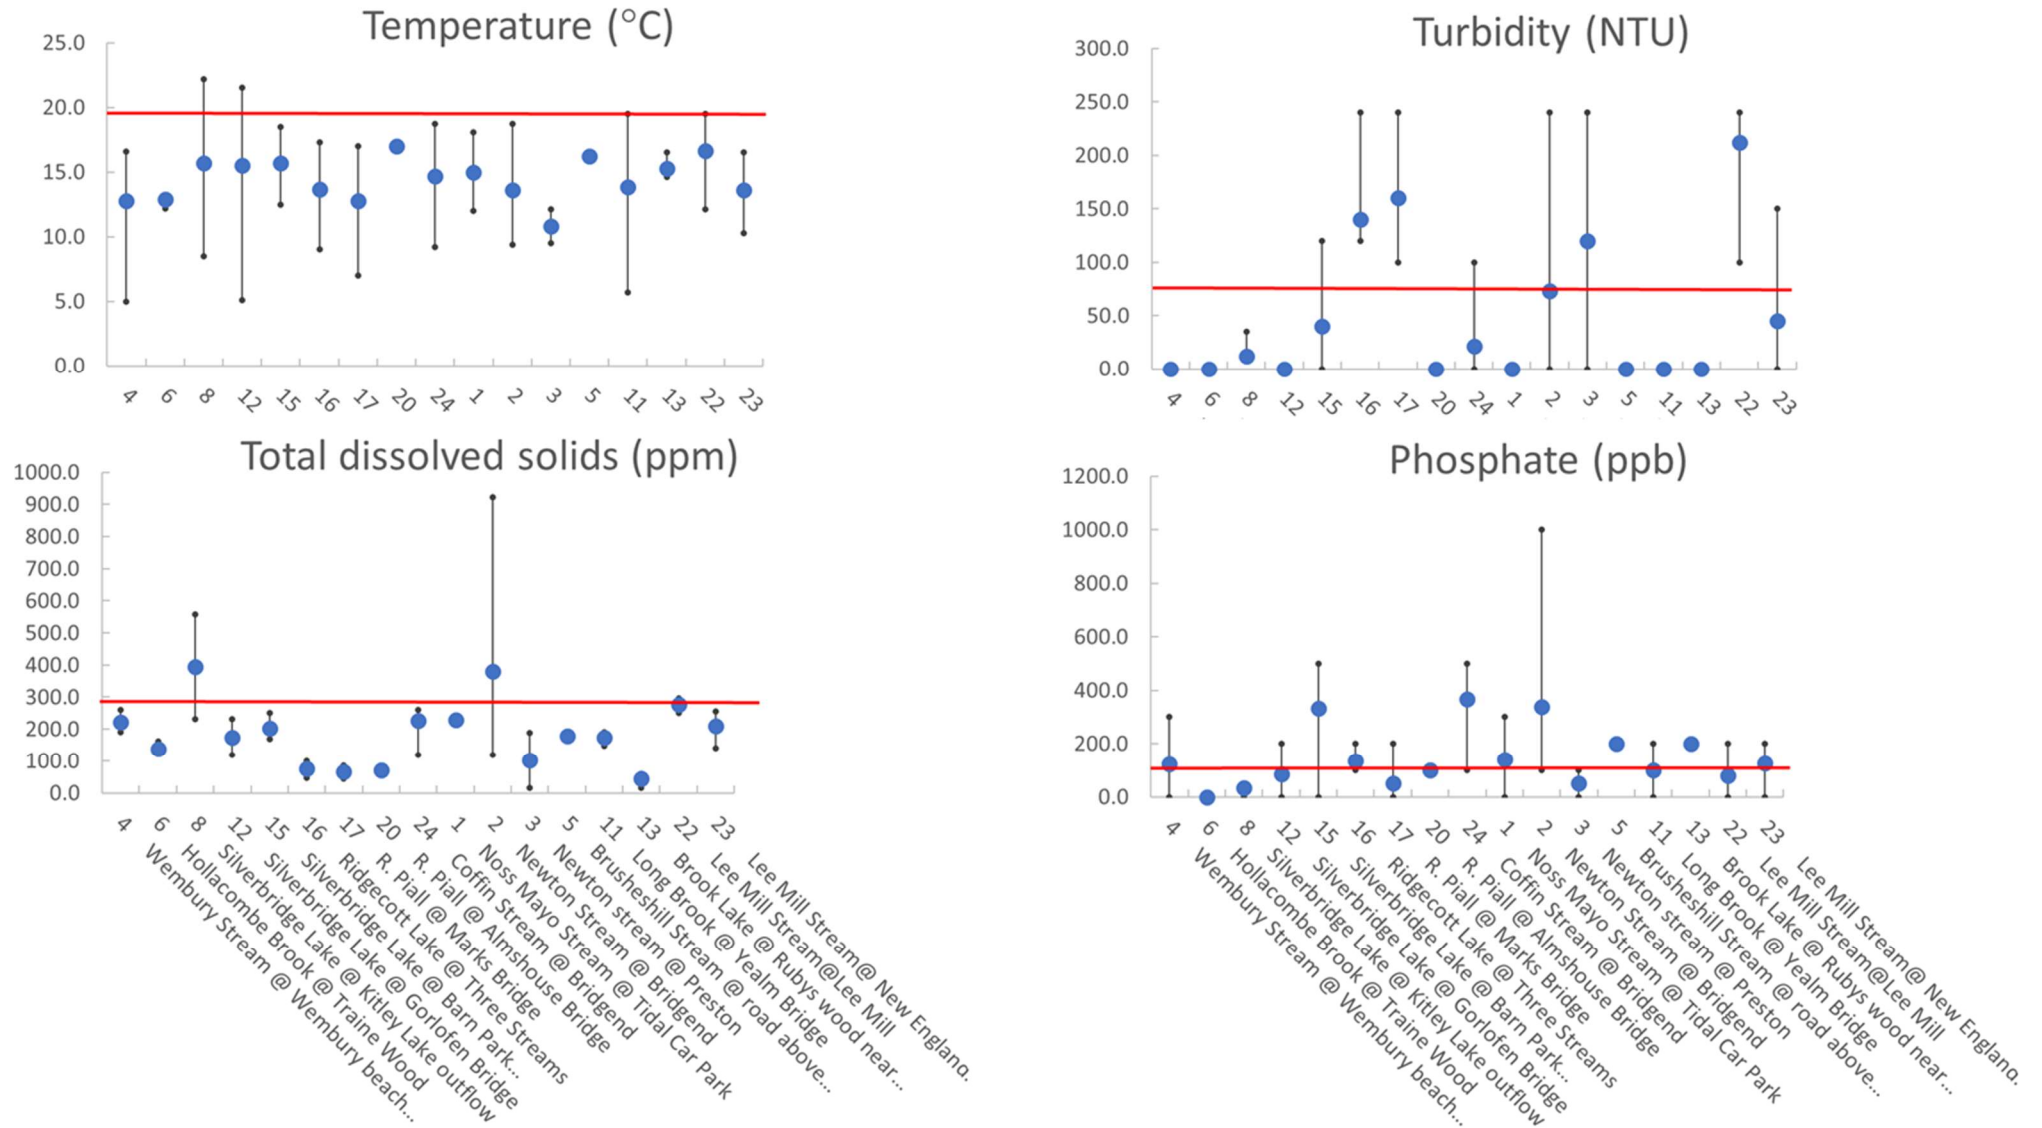 Temperature (°C)
25.0
20.0
15.0
10.0
5.0
0.0
4 6 8 12 15 16 17 20 24 1 2 3 5 11 13 22 23
Turbidity (NTU)
300.0
250.0
200.0
150.0
100.0
50.0
0.0
4 6 8 12 15 16 17 20 24 1 2 3 5 11 13 22 23
Total dissolved solids (ppm)
1000.0
900.0
800.0
700.0
600.0
500.0
400.0
300.0
200.0
100.0
0.0
4 6 8 12 15 16 17 20 24 1 2 3 5 11 13 22 23
Wembury Stream @ Wembury beach...
Hollacombe Brook @ Traine Wood
Silverbridge Lake @ Kitley Lake outflow
Silverbridge Lake @ Gorlofen Bridge
Silverbridge Lake @ Barn Park...
Ridgecott Lake @ Three Streams
R. Piall @ Marks Bridge
R. Piall @ Almshouse Bridge
Coffin Stream @ Bridgend
Noss Mayo Stream @ Tidal Car Park
Newton Stream @ Bridgend
Newton stream @ Preston
Brusheshill Stream @ road above...
Long Brook @ Yealm Bridge
Brook Lake @ Rubys wood near...
Lee Mill Stream@Lee Mill
Lee Mill Stream@ New England.
Phosphate (ppb)
1200.0
1000.0
800.0
600.0
400.0
200.0
0.0
4 6 8 12 15 16 17 20 24 1 2 3 5 11 13 22 23
Wembury Stream @ Wembury beach...
Hollacombe Brook @ Traine Wood
Silverbridge Lake @ Kitley Lake outflow
Silverbridge Lake @ Gorlofen Bridge
Silverbridge Lake @ Barn Park...
Ridgecott Lake @ Three Streams
R. Piall @ Marks Bridge
R. Piall @ Almshouse Bridge
Coffin Stream @ Bridgend
Noss Mayo Stream @ Tidal Car Park
Newton Stream @ Bridgend
Newton stream @ Preston
Brusheshill Stream @ road above...
Long Brook @ Yealm Bridge
Brook Lake @ Rubys wood near...
Lee Mill Stream@Lee Mill
Lee Mill Stream@ New England.